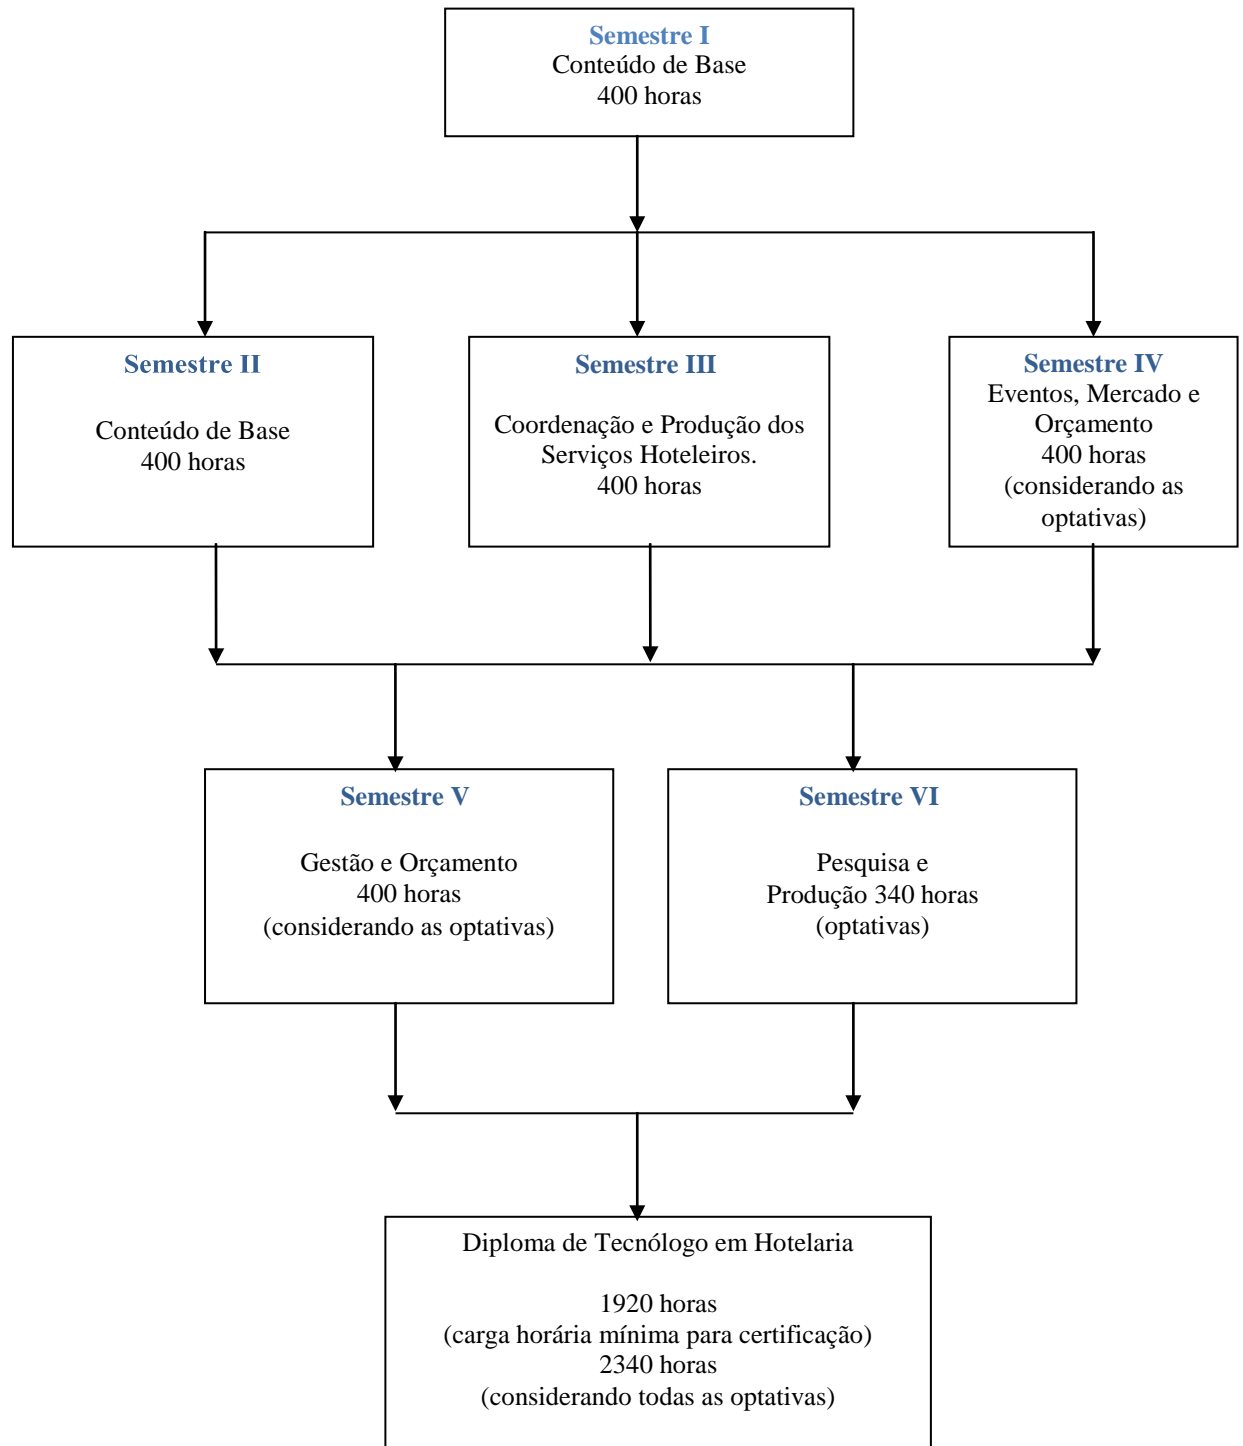 Semestre I
Conteúdo de Base
400 horas
Semestre II
Conteúdo de Base
400 horas
Semestre III
Coordenação e Produção dos
Serviços Hoteleiros.
400 horas
Semestre IV
Eventos, Mercado e
Orçamento
400 horas
(considerando as
optativas)
Semestre V
Gestão e Orçamento
400 horas
(considerando as optativas)
Semestre VI
Pesquisa e
Produção 340 horas
(optativas)
Diploma de Tecnólogo em Hotelaria
1920 horas
(carga horária mínima para certificação)
2340 horas
(considerando todas as optativas)